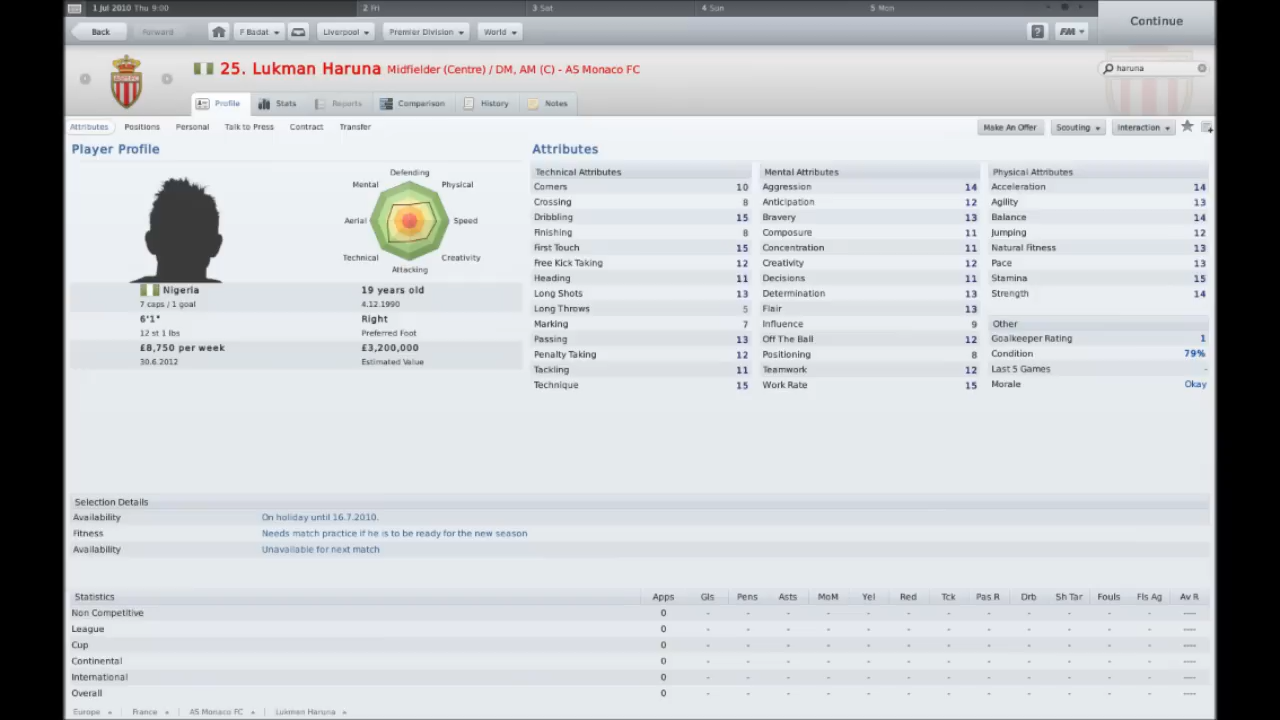 1 Jul 2010 Thu 9:00 2 Fri 3 Sat 4 Sun 5 Mon
Continue
Back Forward F Badat Liverpool Premier Division World ? FM
25. Lukman Haruna Midfielder (Centre) / DM, AM (C) - AS Monaco FC
haruna
Profile Stats Reports Comparison History Notes
Attributes Positions Personal Talk to Press Contract Transfer Make An Offer Scouting Interaction
Player Profile
Defending
Mental Physical
Aerial Speed
Technical Creativity
Attacking
Nigeria 19 years old
7 caps / 1 goal 4.12.1990
6'1" Right
12 st 1 lbs Preferred Foot
£8,750 per week £3,200,000
30.6.2012 Estimated Value
Attributes
Technical Attributes Mental Attributes Physical Attributes
Corners 10 Aggression 14 Acceleration 14
Crossing 8 Anticipation 12 Agility 13
Dribbling 15 Bravery 13 Balance 14
Finishing 8 Composure 11 Jumping 12
First Touch 15 Concentration 11 Natural Fitness 13
Free Kick Taking 12 Creativity 12 Pace 13
Heading 11 Decisions 11 Stamina 15
Long Shots 13 Determination 13 Strength 14
Long Throws 5 Flair 13
Marking 7 Influence 9 Other
Passing 13 Off The Ball 12 Goalkeeper Rating 1
Penalty Taking 12 Positioning 8 Condition 79%
Tackling 11 Teamwork 12 Last 5 Games -
Technique 15 Work Rate 15 Morale Okay
Selection Details
Availability On holiday until 16.7.2010.
Fitness Needs match practice if he is to be ready for the new season
Availability Unavailable for next match
Statistics Apps Gls Pens Asts MoM Yel Red Tck Pas R Drb Sh Tar Fouls Fls Ag Av R
Non Competitive 0 - - - - - - - - - - - - ----
League 0 - - - - - - - - - - - - ----
Cup 0 - - - - - - - - - - - - ----
Continental 0 - - - - - - - - - - - - ----
International 0 - - - - - - - - - - - - ----
Overall 0 - - - - - - - - - - - - ----
Europe France AS Monaco FC Lukman Haruna